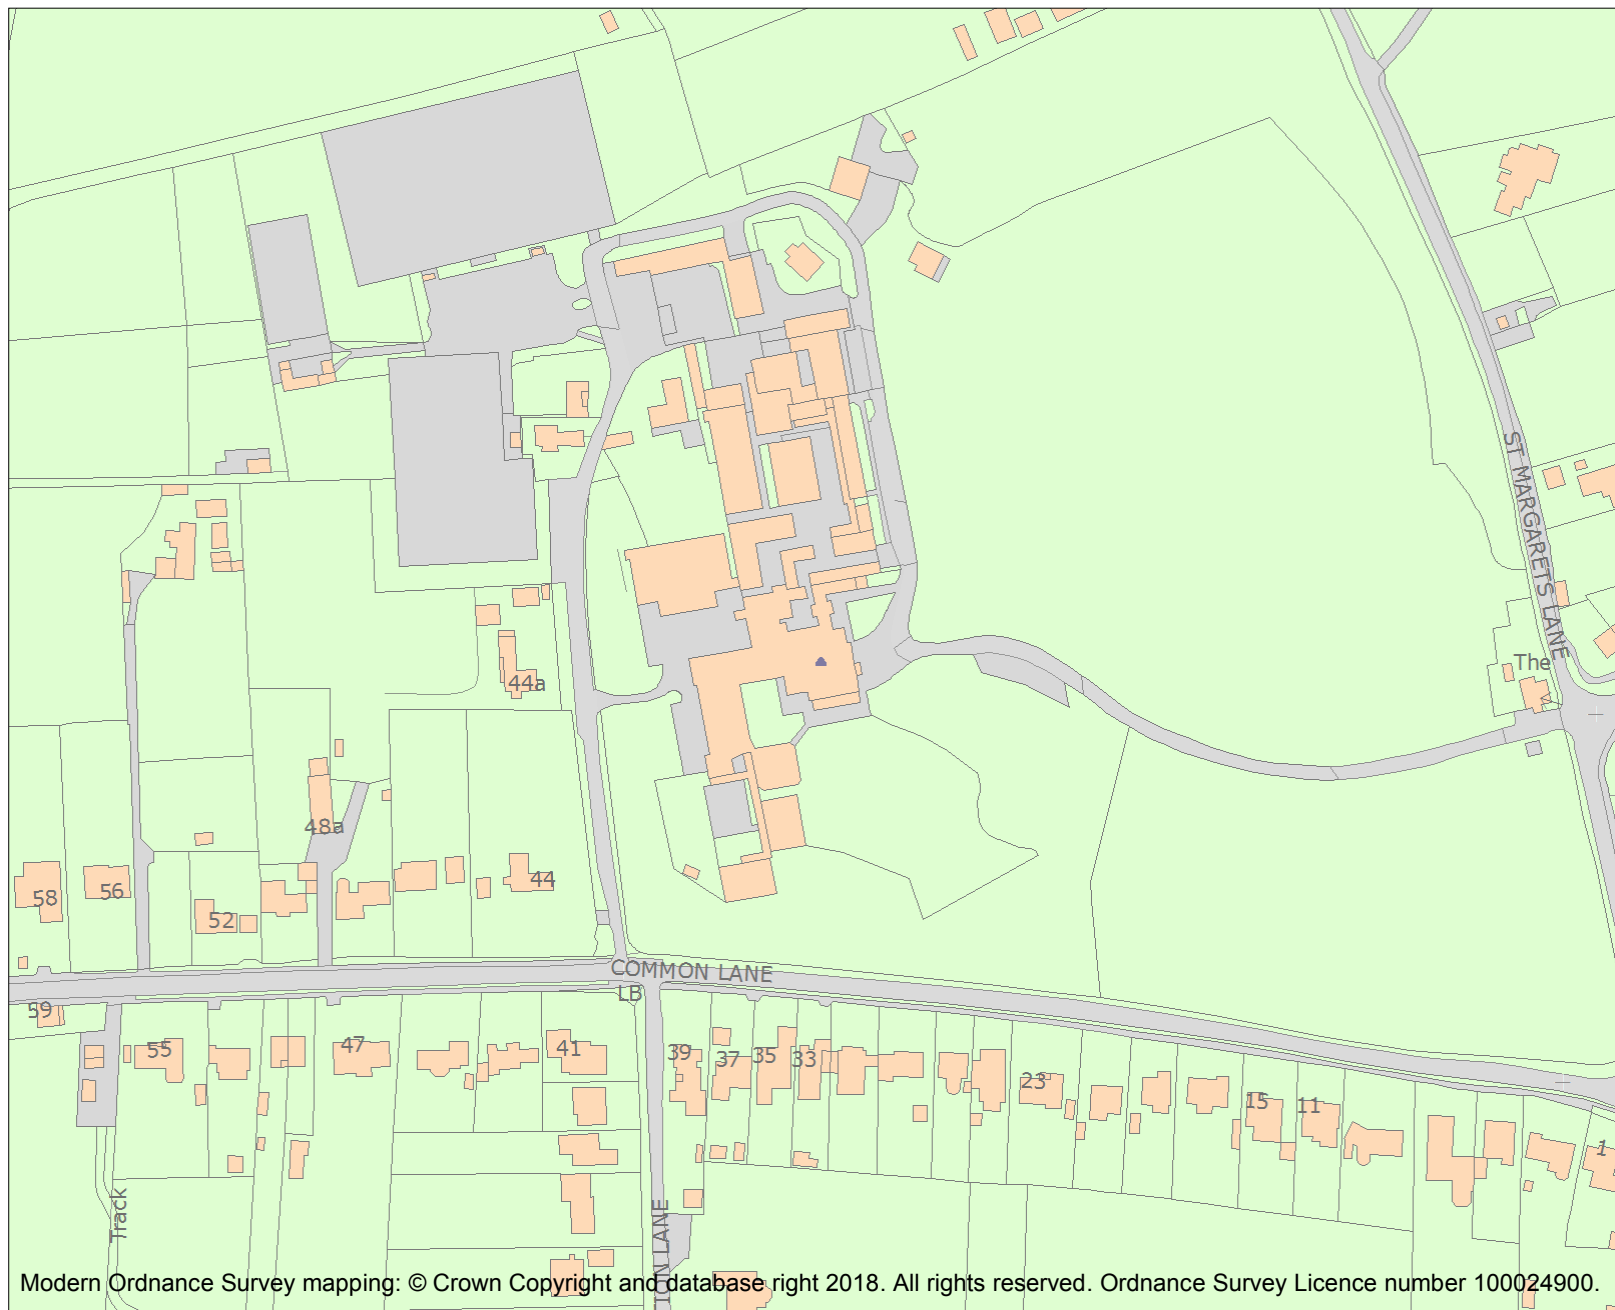 ST MARGARETS LANE
The
44a
48a
58
56
52
44
COMMON LANE
LB
59
55
47
41
39
37
35
33
23
15
11
1
Track
ION LANE
Modern Ordnance Survey mapping: © Crown Copyright and database right 2018. All rights reserved. Ordnance Survey Licence number 100024900.